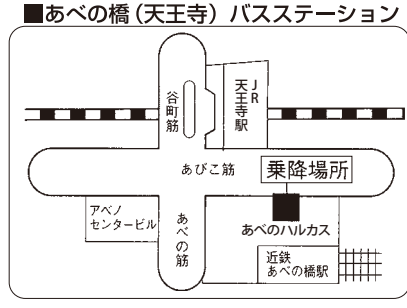 ■あべの橋(天王寺)バスステーション
谷町筋
JR
天王寺駅
あびこ筋
乗降場所
アベノ
センタービル
あべの筋
あべのハルカス
近鉄
あべの橋駅